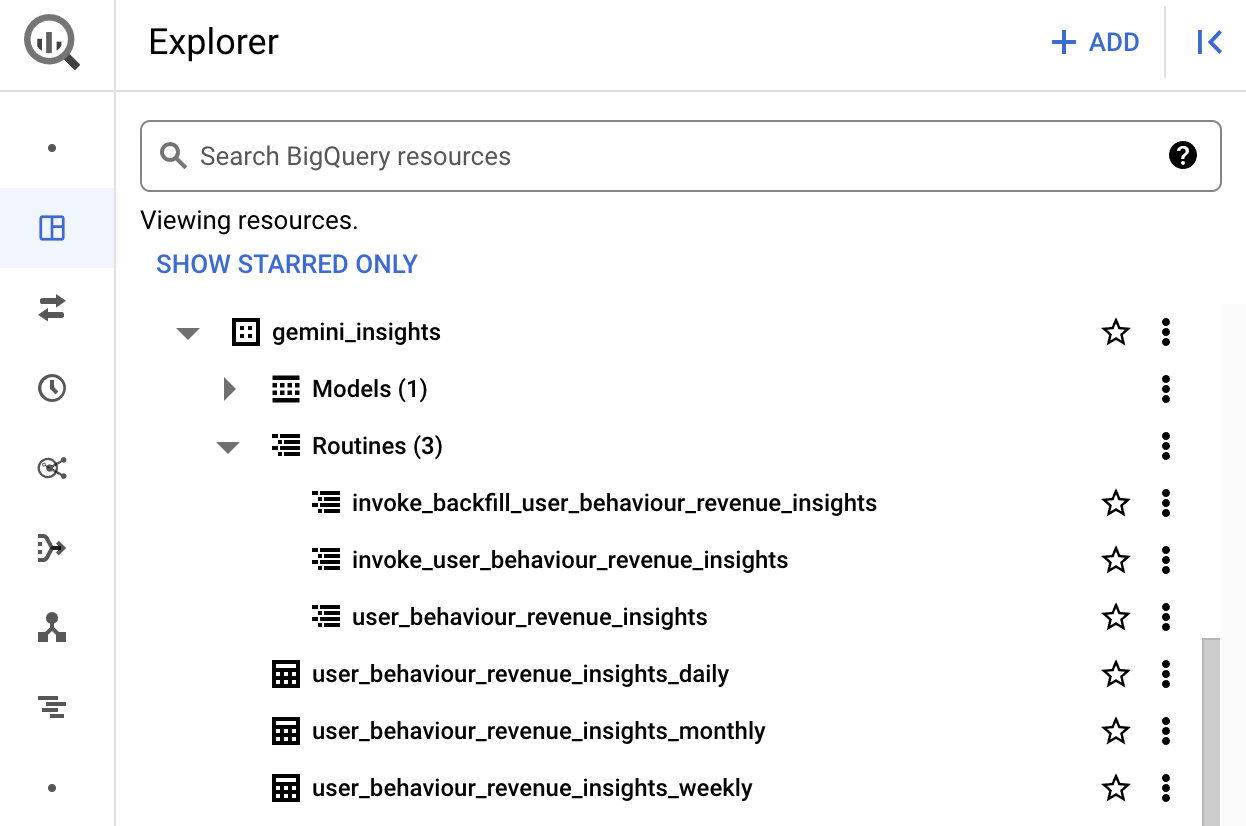 Explorer
+ ADD
Search BigQuery resources
Viewing resources.
SHOW STARRED ONLY
gemini_insights
Models (1)
Routines (3)
invoke_backfill_user_behaviour_revenue_insights
invoke_user_behaviour_revenue_insights
user_behaviour_revenue_insights
user_behaviour_revenue_insights_daily
user_behaviour_revenue_insights_monthly
user_behaviour_revenue_insights_weekly